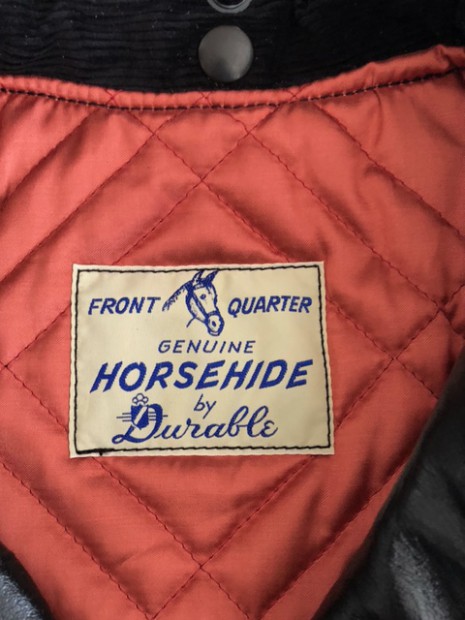 FRONT QUARTER
GENUINE
HORSEHIDE
by
Durable